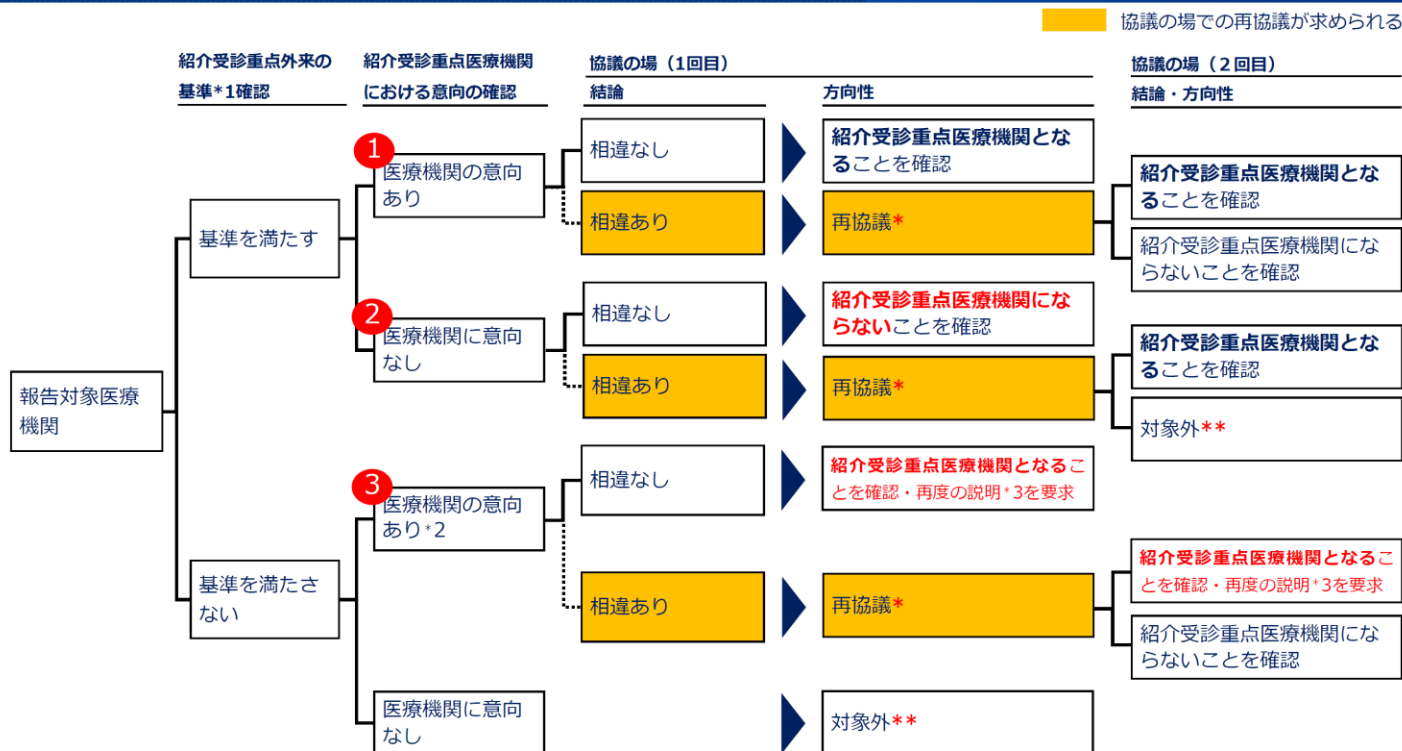 協議の場での再協議が求められる
紹介受診重点外来の
基準*1確認
紹介受診重点医療機関
における意向の確認
協議の場（1回目）
結論
方向性
協議の場（２回目）
結論・方向性
報告対象医療
機関
基準を満たす
1
医療機関の意向
あり
相違なし
紹介受診重点医療機関とな
ることを確認
相違あり
再協議*
紹介受診重点医療機関とな
ることを確認
紹介受診重点医療機関にな
らないことを確認
2
医療機関に意向
なし
相違なし
紹介受診重点医療機関にな
らないことを確認
相違あり
再協議*
紹介受診重点医療機関とな
ることを確認
対象外**
基準を満たさ
ない
3
医療機関の意向
あり*2
相違なし
紹介受診重点医療機関となるこ
とを確認・再度の説明*3を要求
相違あり
再協議*
紹介受診重点医療機関となるこ
とを確認・再度の説明*3を要求
紹介受診重点医療機関にな
らないことを確認
医療機関に意向
なし
対象外**